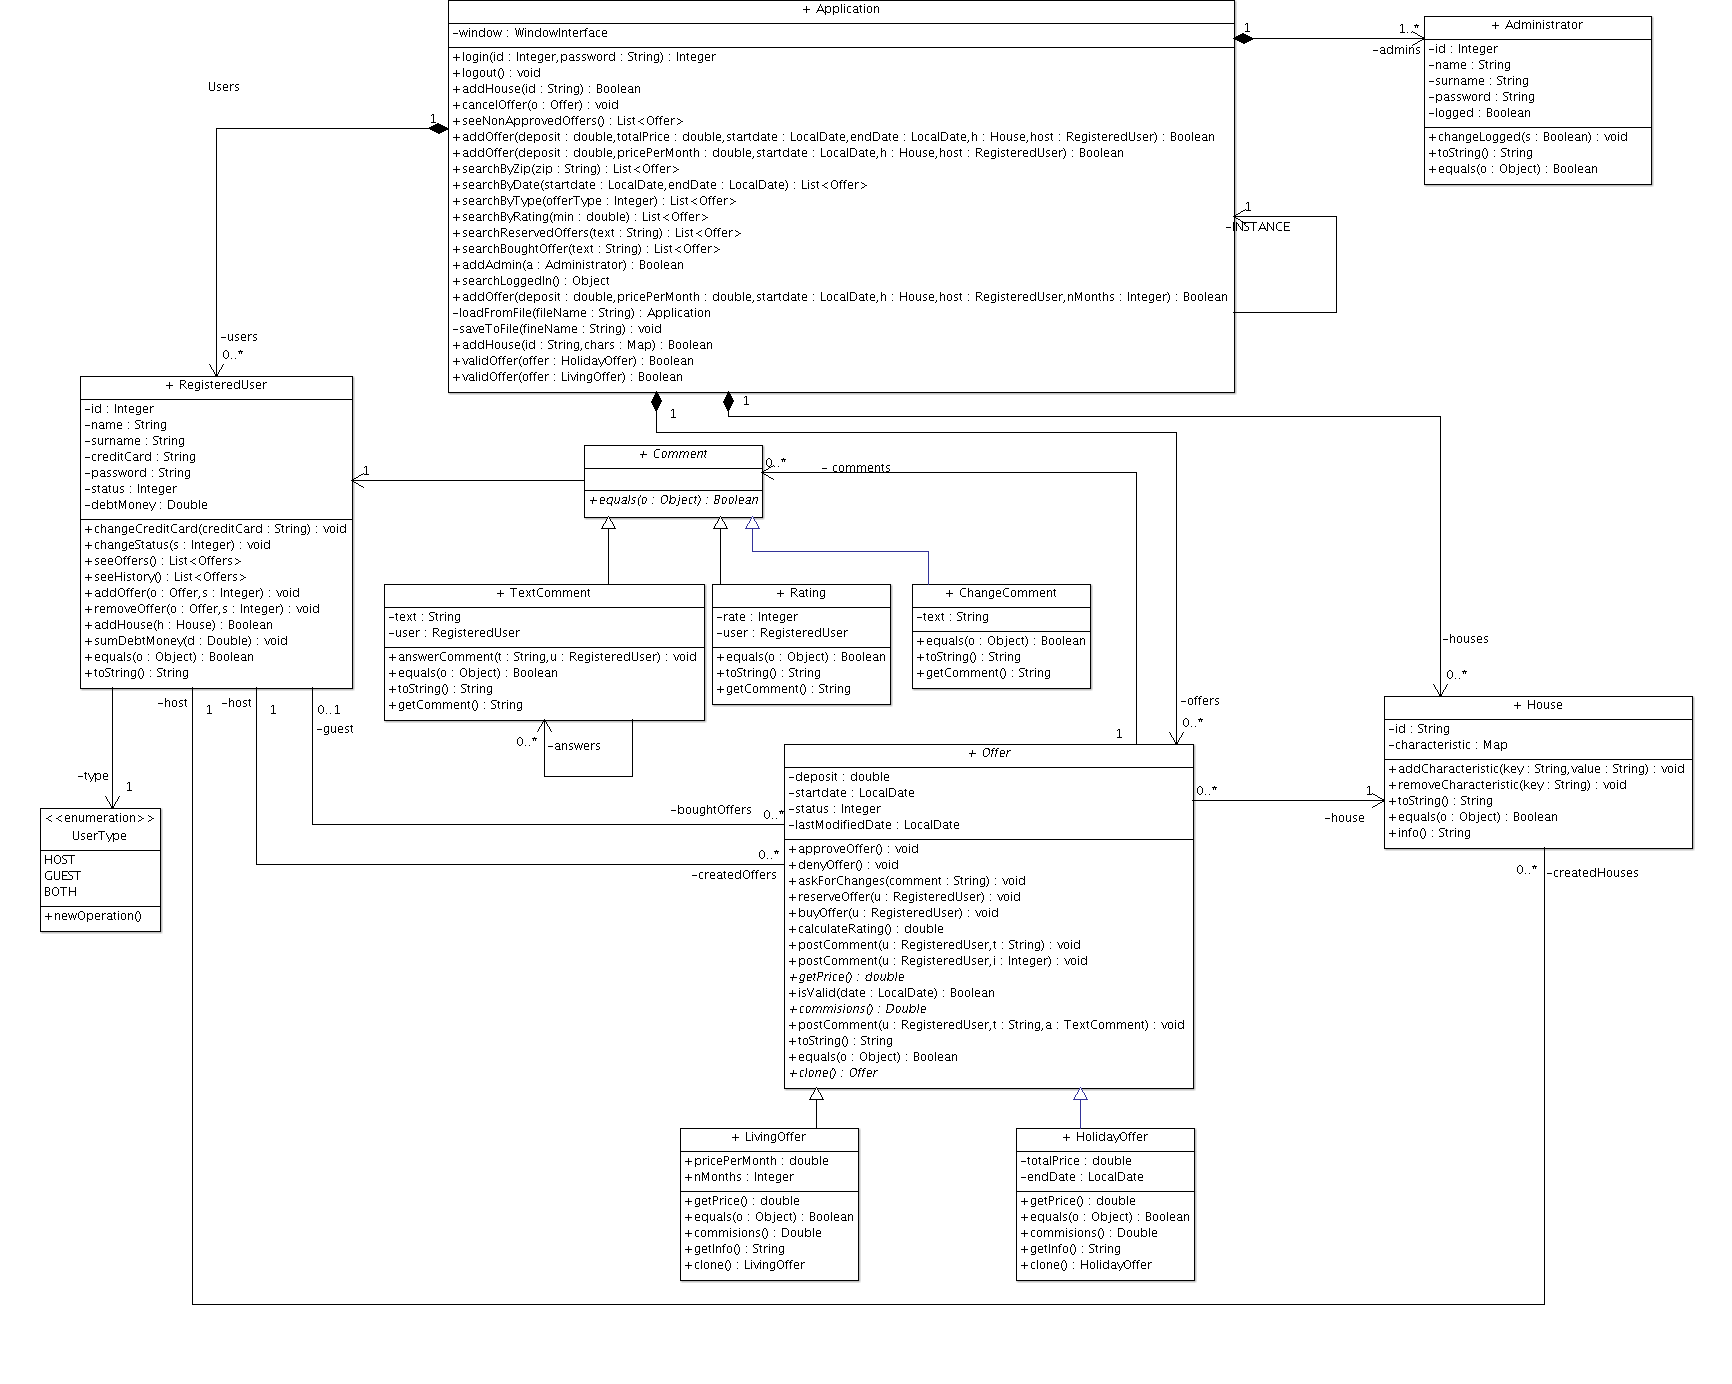 + Application
-window : WindowInterface
+login(id : Integer,password : String) : Integer
+logout() : void
+addHouse(id : String) : Boolean
+cancelOffer(o : Offer) : void
+seeNonApprovedOffers() : List<Offer>
+addOffer(deposit : double,totalPrice : double,startdate : LocalDate,endDate : LocalDate,h : House,host : RegisteredUser) : Boolean
+addOffer(deposit : double,pricePerMonth : double,startdate : LocalDate,h : House,host : RegisteredUser) : Boolean
+searchByZip(zip : String) : List<Offer>
+searchByDate(startdate : LocalDate,endDate : LocalDate) : List<Offer>
+searchByType(offerType : Integer) : List<Offer>
+searchByRating(min : double) : List<Offer>
+searchReservedOffers(text : String) : List<Offer>
+searchBoughtOffer(text : String) : List<Offer>
+addAdmin(a : Administrator) : Boolean
+searchLoggedIn() : Object
+addOffer(deposit : double,pricePerMonth : double,startdate : LocalDate,h : House,host : RegisteredUser,nMonths : Integer) : Boolean
-loadFromFile(fileName : String) : Application
-saveToFile(fineName : String) : void
+addHouse(id : String,chars : Map) : Boolean
+validOffer(offer : HolidayOffer) : Boolean
+validOffer(offer : LivingOffer) : Boolean
1
1..*
-admins
+ Administrator
-id : Integer
-name : String
-surname : String
-password : String
-logged : Boolean
+changeLogged(s : Boolean) : void
+toString() : String
+equals(o : Object) : Boolean
1
-INSTANCE
Users
1
-users
0..*
+ RegisteredUser
-id : Integer
-name : String
-surname : String
-creditCard : String
-password : String
-status : Integer
-debtMoney : Double
+changeCreditCard(creditCard : String) : void
+changeStatus(s : Integer) : void
+seeOffers() : List<Offers>
+seeHistory() : List<Offers>
+addOffer(o : Offer,s : Integer) : void
+removeOffer(o : Offer,s : Integer) : void
+addHouse(h : House) : Boolean
+sumDebtMoney(d : Double) : void
+equals(o : Object) : Boolean
+toString() : String
1
1
1
+ Comment
+equals(o : Object) : Boolean
0..*
- comments
+ TextComment
-text : String
-user : RegisteredUser
+answerComment(t : String,u : RegisteredUser) : void
+equals(o : Object) : Boolean
+toString() : String
+getComment() : String
0..*
-answers
+ Rating
-rate : Integer
-user : RegisteredUser
+equals(o : Object) : Boolean
+toString() : String
+getComment() : String
+ ChangeComment
-text : String
+equals(o : Object) : Boolean
+toString() : String
+getComment() : String
-houses
0..*
-offers
0..*
1
-host
1
-host
1
0..1
-guest
-type
1
<<enumeration>>
UserType
HOST
GUEST
BOTH
+newOperation()
-boughtOffers
0..*
0..*
-createdOffers
+ Offer
-deposit : double
-startdate : LocalDate
-status : Integer
-lastModifiedDate : LocalDate
+approveOffer() : void
+denyOffer() : void
+askForChanges(comment : String) : void
+reserveOffer(u : RegisteredUser) : void
+buyOffer(u : RegisteredUser) : void
+calculateRating() : double
+postComment(u : RegisteredUser,t : String) : void
+postComment(u : RegisteredUser,i : Integer) : void
+getPrice() : double
+isValid(date : LocalDate) : Boolean
+commisions() : Double
+postComment(u : RegisteredUser,t : String,a : TextComment) : void
+toString() : String
+equals(o : Object) : Boolean
+clone() : Offer
0..*
1
-house
+ House
-id : String
-characteristic : Map
+addCharacteristic(key : String,value : String) : void
+removeCharacteristic(key : String) : void
+toString() : String
+equals(o : Object) : Boolean
+info() : String
0..*
-createdHouses
+ LivingOffer
+pricePerMonth : double
+nMonths : Integer
+getPrice() : double
+equals(o : Object) : Boolean
+commisions() : Double
+getInfo() : String
+clone() : LivingOffer
+ HolidayOffer
-totalPrice : double
-endDate : LocalDate
+getPrice() : double
+equals(o : Object) : Boolean
+commisions() : Double
+getInfo() : String
+clone() : HolidayOffer